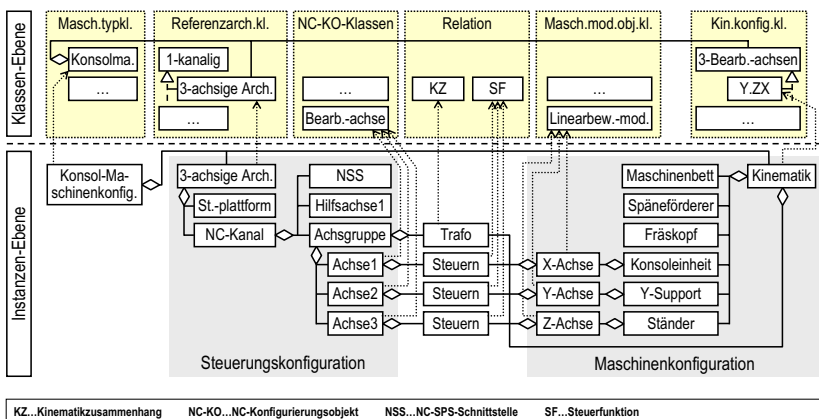 Klassen-Ebene
Masch.typkl.
Referenzarch.kl.
NC-KO-Klassen
Relation
Masch.mod.obj.kl.
Kin.konfig.kl.
Konsolma.
1-kanalig
3-Bearb.-achsen
...
3-achsige Arch.
...
KZ
SF
...
Y.ZX
...
Bearb.-achse
Linearbew.-mod.
...
Instanzen-Ebene
Konsol-Ma-
schinenkonfig.
3-achsige Arch.
NSS
Maschinenbett
Kinematik
St.-plattform
Hilfsachse1
Späneförderer
NC-Kanal
Achsgruppe
Trafo
Fräskopf
Achse1
Steuern
X-Achse
Konsoleinheit
Achse2
Steuern
Y-Achse
Y-Support
Achse3
Steuern
Z-Achse
Ständer
Steuerungskonfiguration
Maschinenkonfiguration
KZ...Kinematikzusammenhang NC-KO...NC-Konfigurierungsobjekt NSS...NC-SPS-Schnittstelle SF...Steuerfunktion